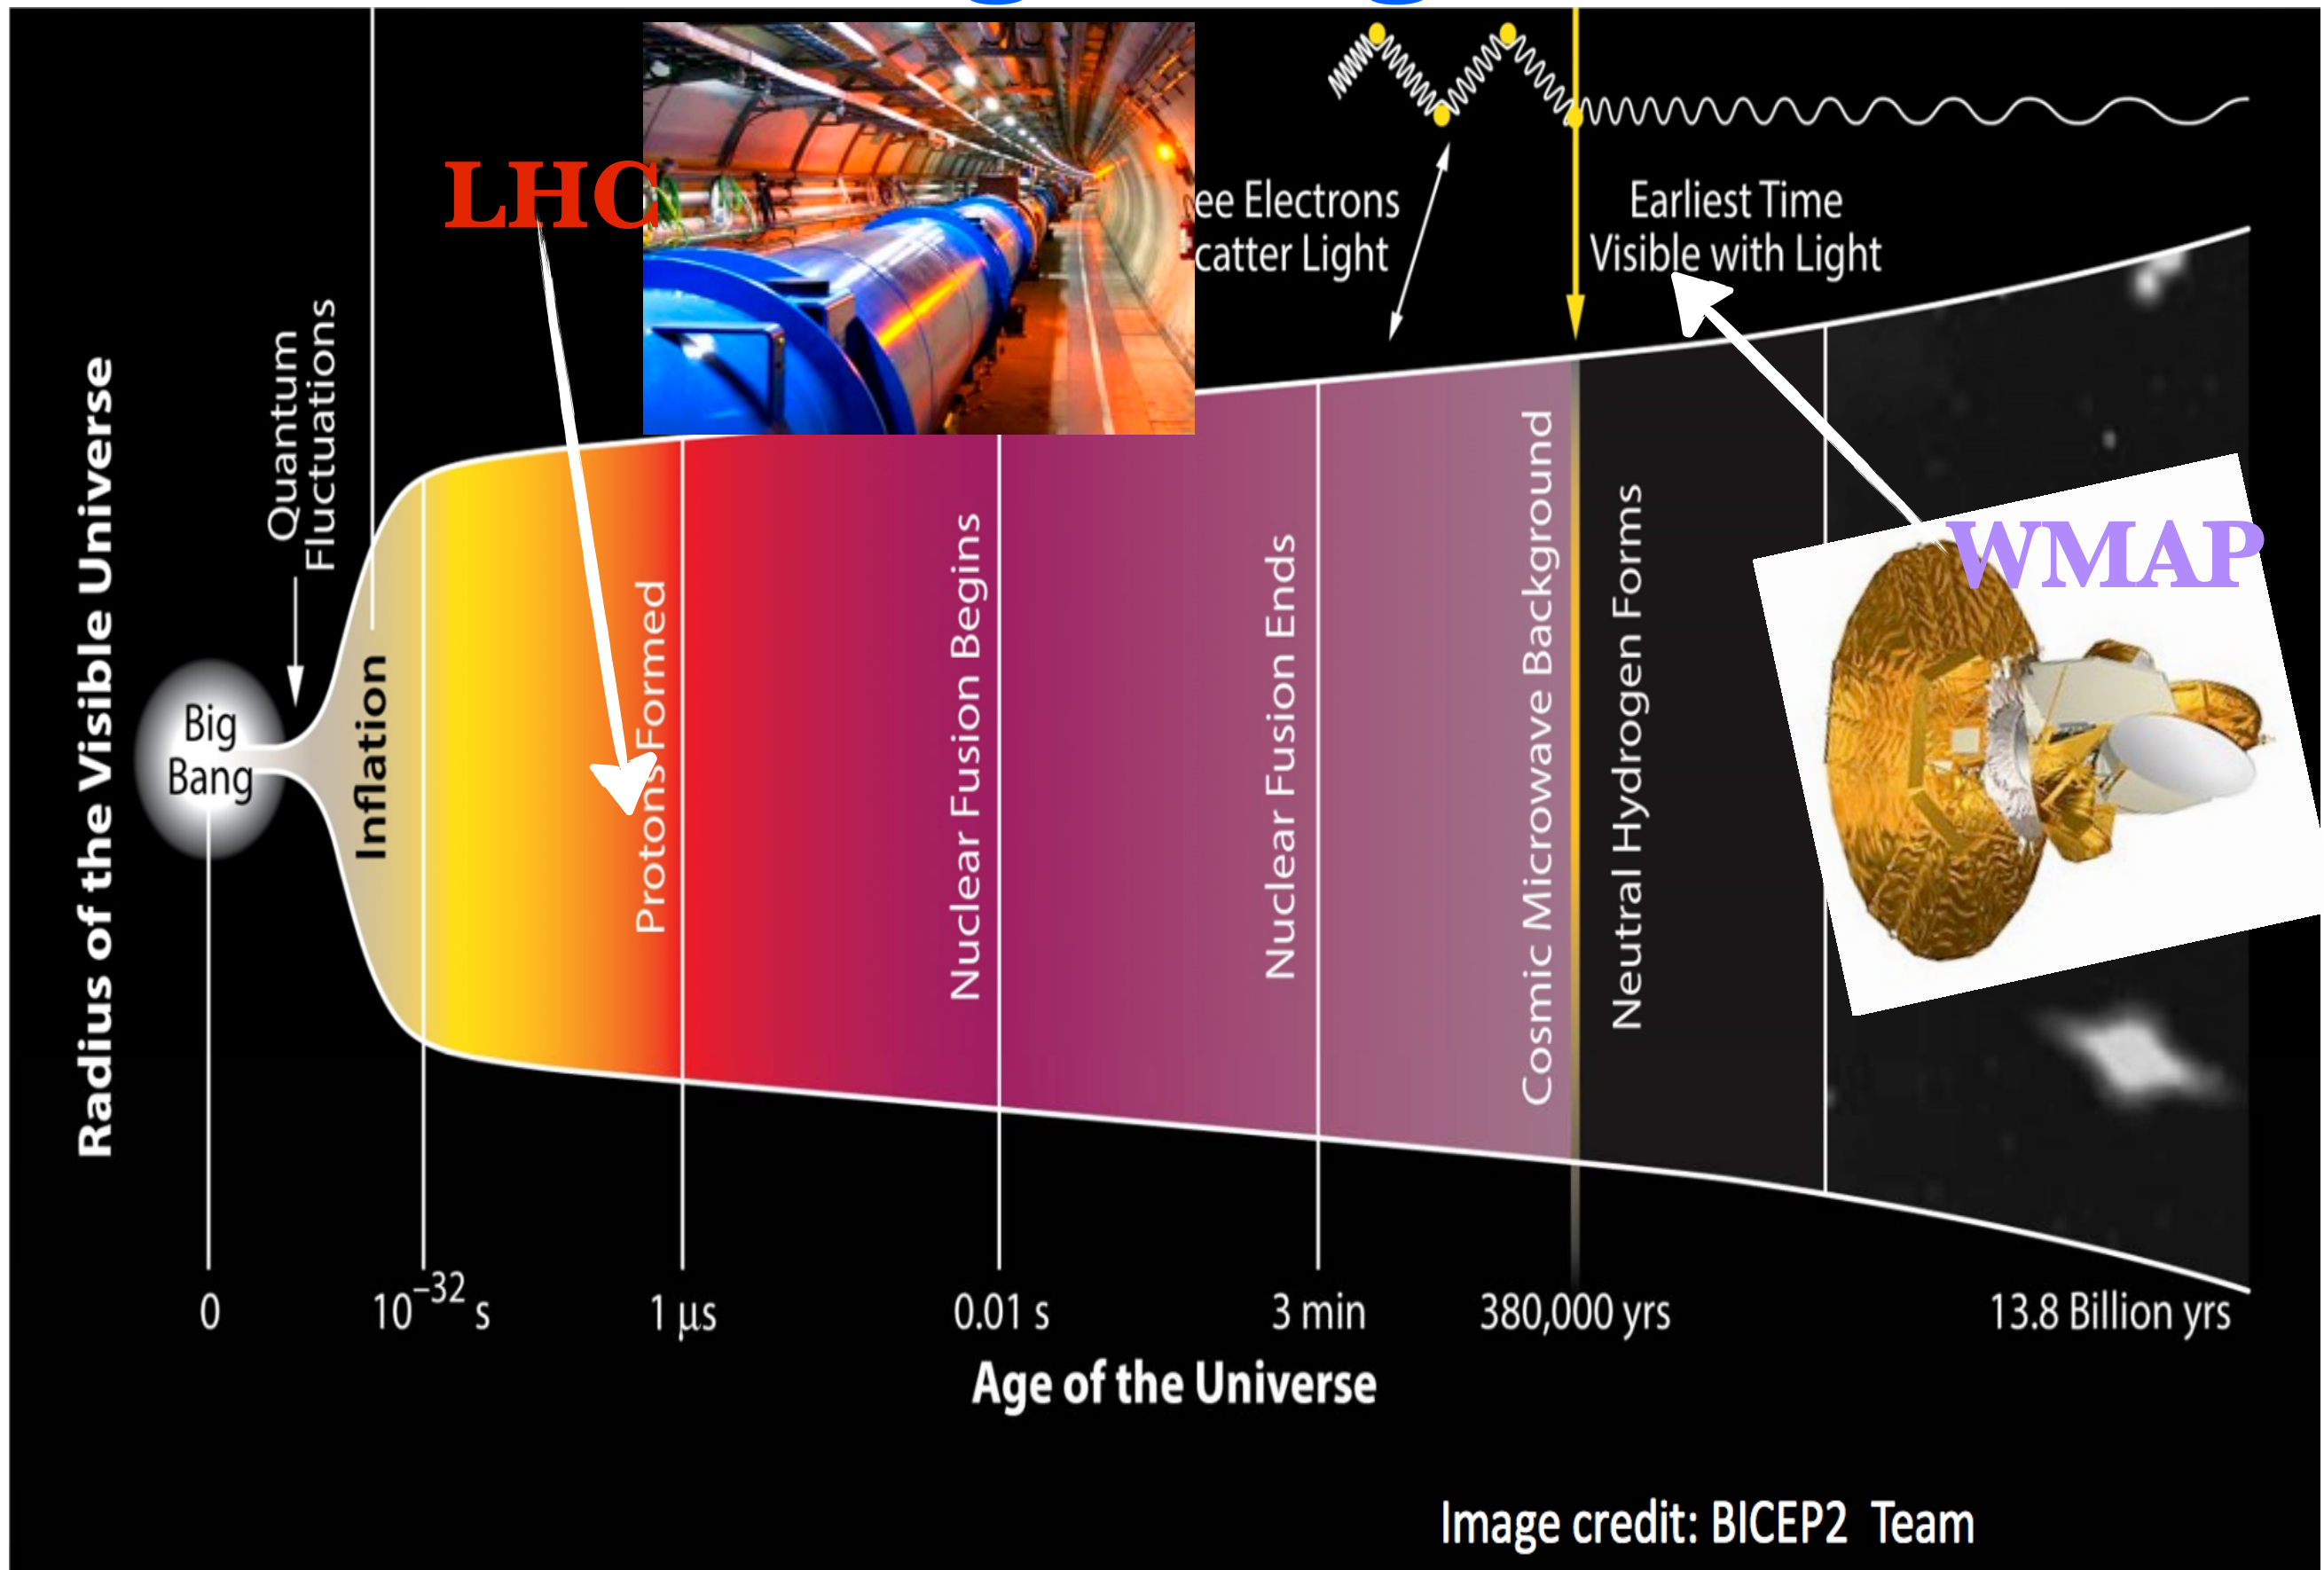 LHC
ee Electrons
catter Light
Earliest Time
Visible with Light
Quantum
Fluctuations
Radius of the Visible Universe
WMAP
Big
Bang
Inflation
Protons Formed
Nuclear Fusion Begins
Nuclear Fusion Ends
Cosmic Microwave Background
Neutral Hydrogen Forms
0
10⁻³² s
1 µs
0.01 s
3 min
380,000 yrs
13.8 Billion yrs
Age of the Universe
Image credit: BICEP2 Team